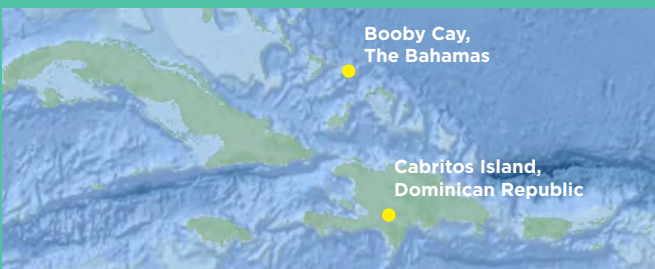 Booby Cay,
The Bahamas
Cabritos Island,
Dominican Republic